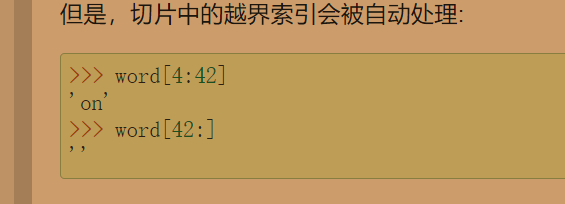 但是，切片中的越界索引会被自动处理:
>>> word[4:42]
'on'
>>> word[42:]
''